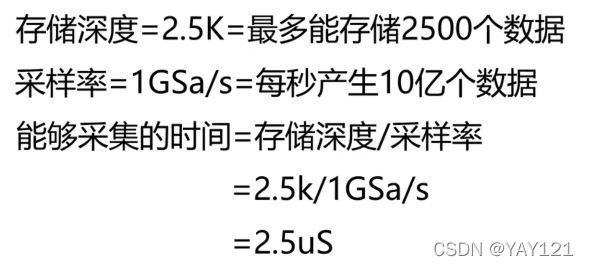 存储深度=2.5K=最多能存储2500个数据
采样率=1GSa/s=每秒产生10亿个数据
能够采集的时间=存储深度/采样率
=2.5k/1GSa/s
=2.5uS
CSDN @YAY121